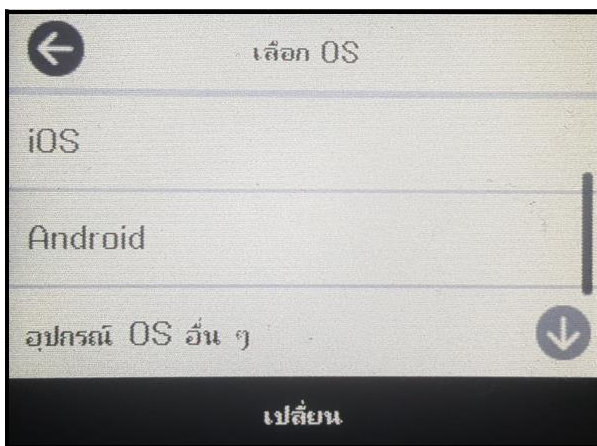 เลือก OS
iOS
Android
อุปกรณ์ OS อื่น ๆ
เปลี่ยน